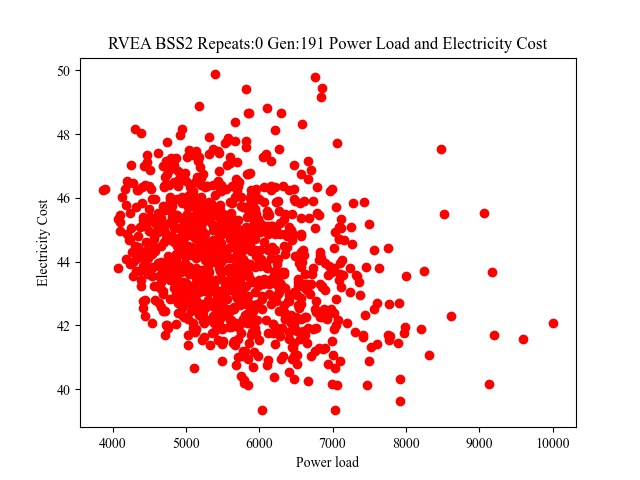 RVEA BSS2 Repeats:0 Gen:191 Power Load and Electricity Cost
50
48
46
44
42
40
Electricity Cost
4000 5000 6000 7000 8000 9000 10000
Power load